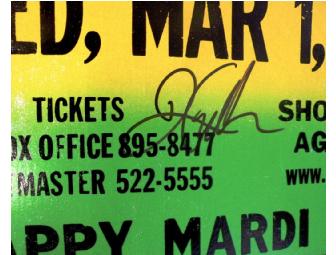 ED, MAR 1,
TICKETS SHO
OX OFFICE 895-8477 AG
MASTER 522-5555 www.
APPY MARDI